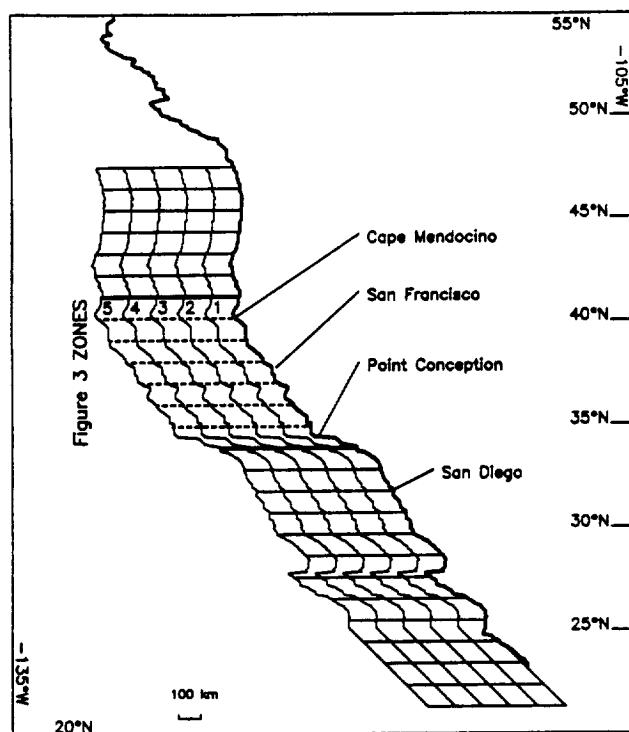 55°N
-105°W
50°N
45°N
Cape Mendocino
San Francisco
40°N
5 4 3 2 1
Figure 3 ZONES
Point Conception
35°N
San Diego
30°N
25°N
-135°W
100 km
20°N